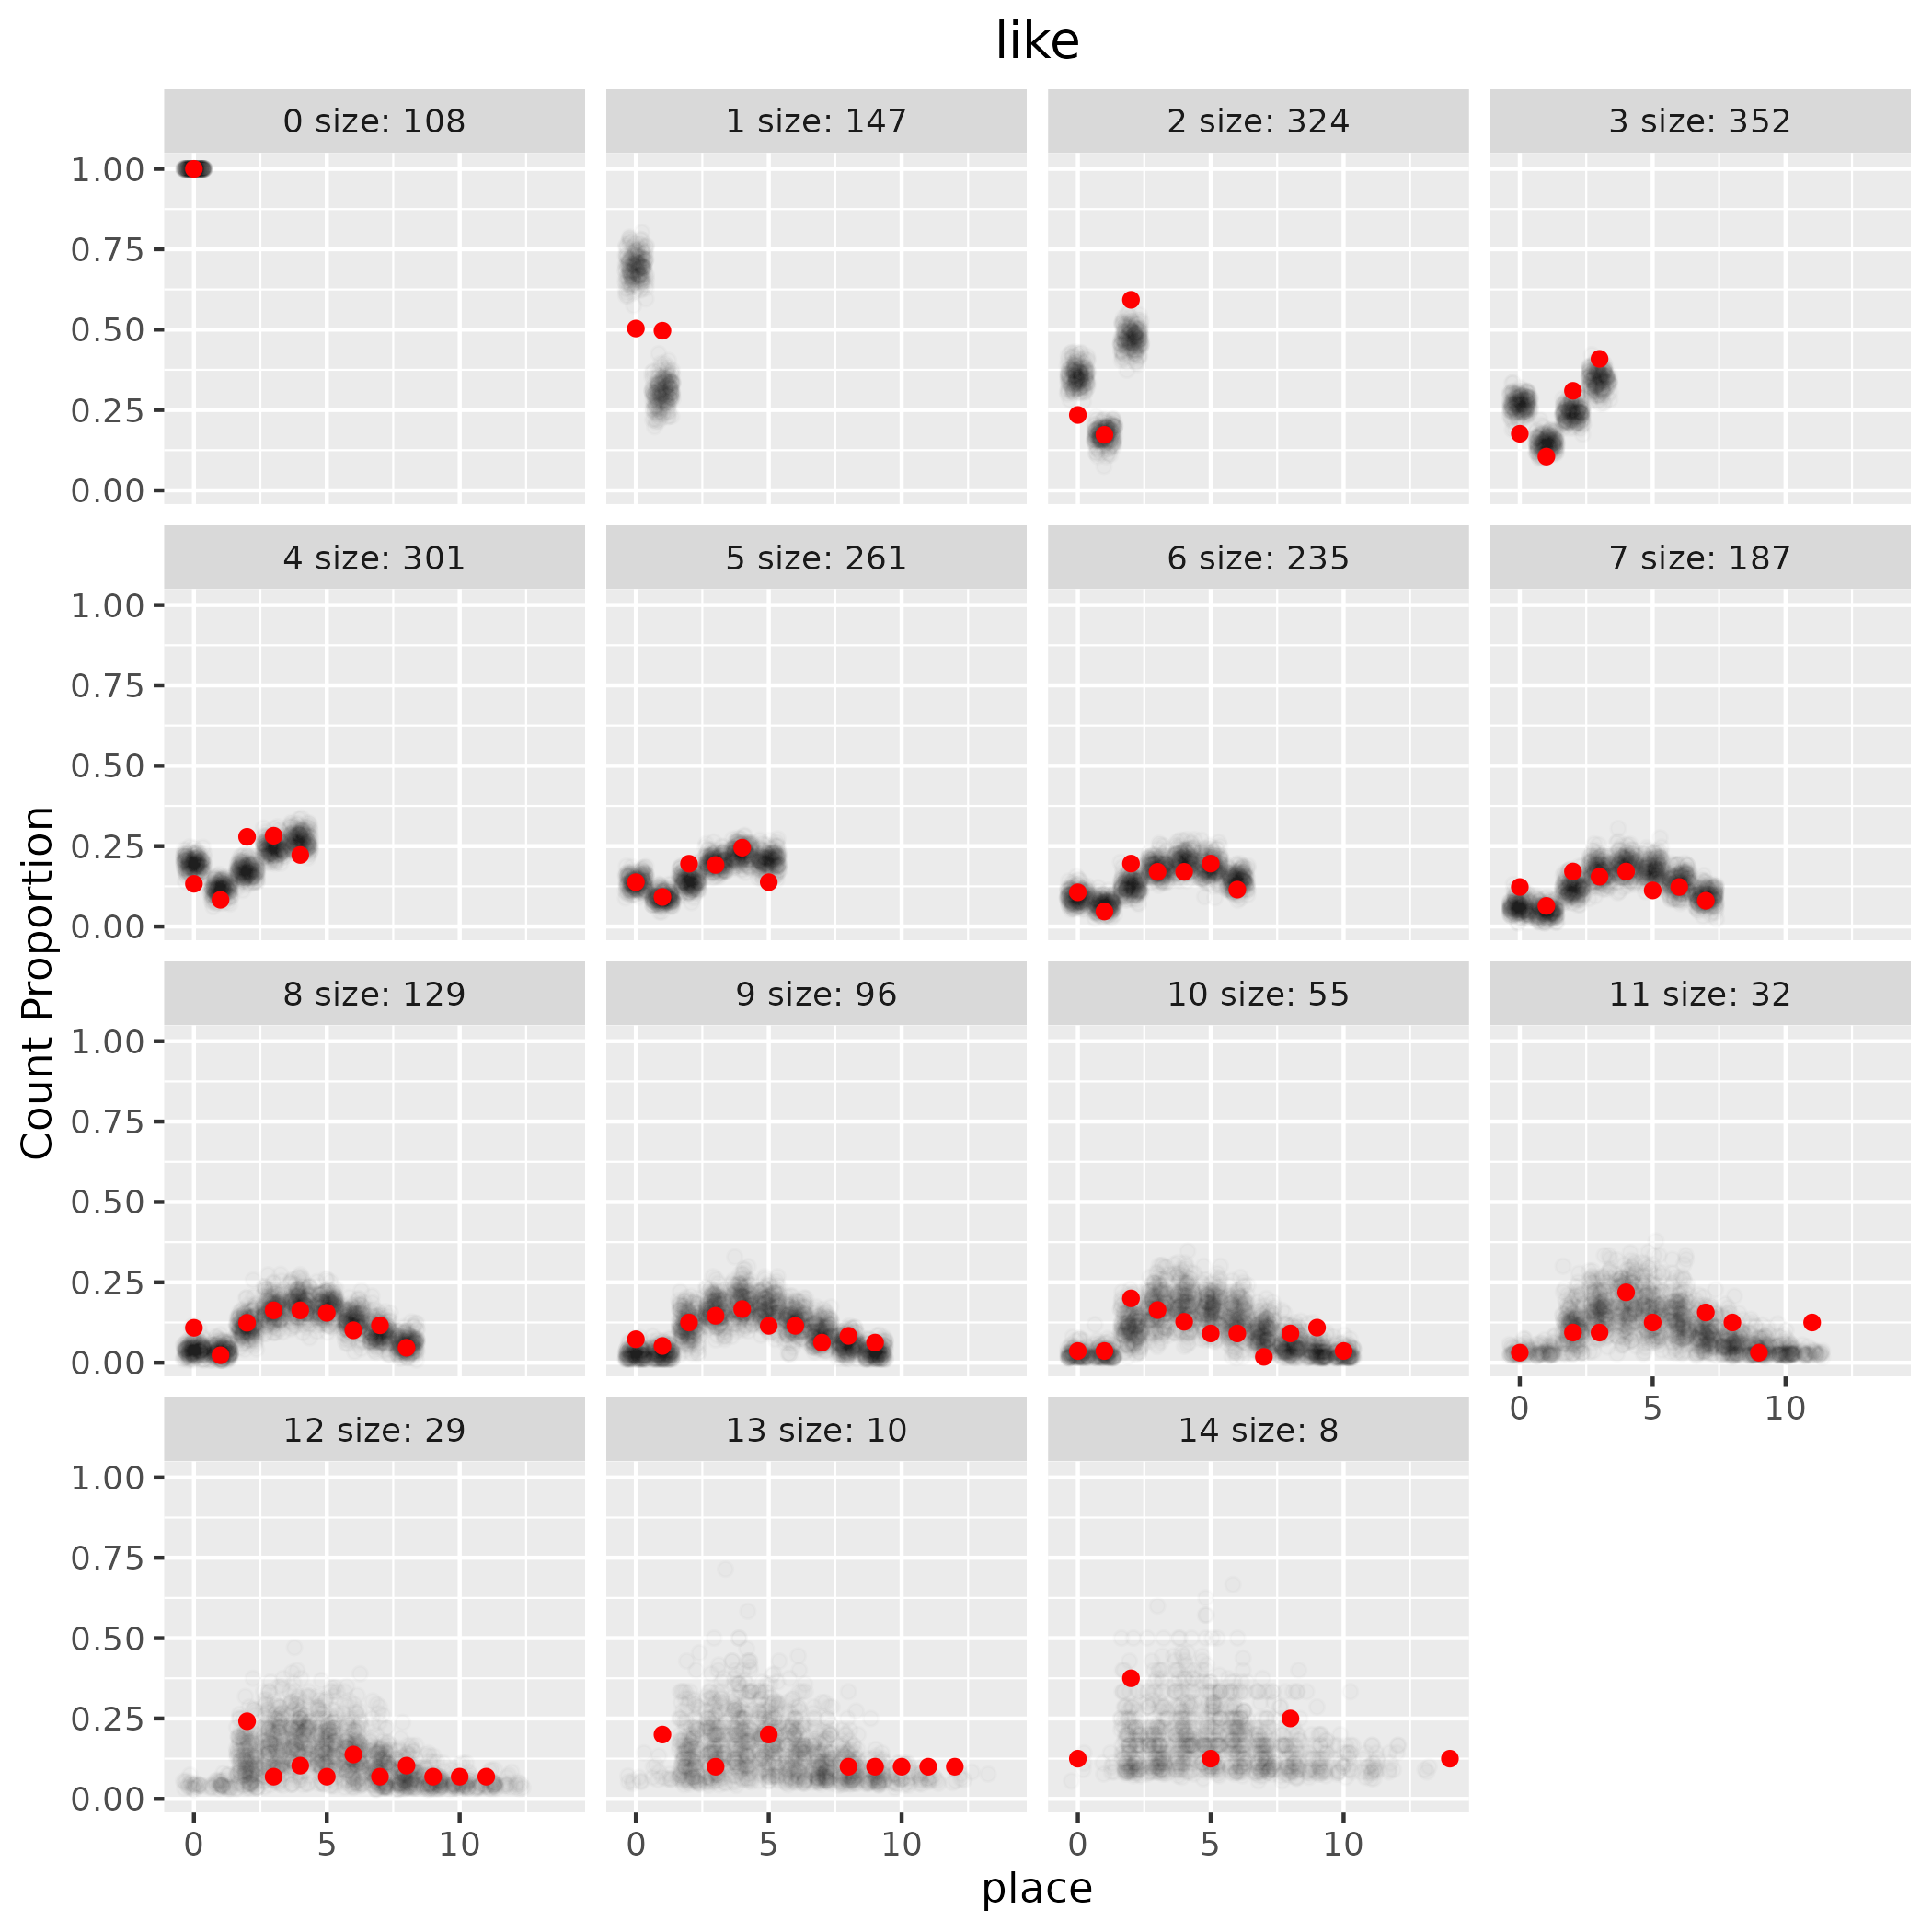 like
0 size: 108
1 size: 147
2 size: 324
3 size: 352
1.00
0.75
0.50
0.25
0.00
4 size: 301
5 size: 261
6 size: 235
7 size: 187
1.00
0.75
0.50
0.25
0.00
Count Proportion
8 size: 129
9 size: 96
10 size: 55
11 size: 32
1.00
0.75
0.50
0.25
0.00
0 5 10
12 size: 29
13 size: 10
14 size: 8
1.00
0.75
0.50
0.25
0.00
0 5 10
0 5 10
0 5 10
place